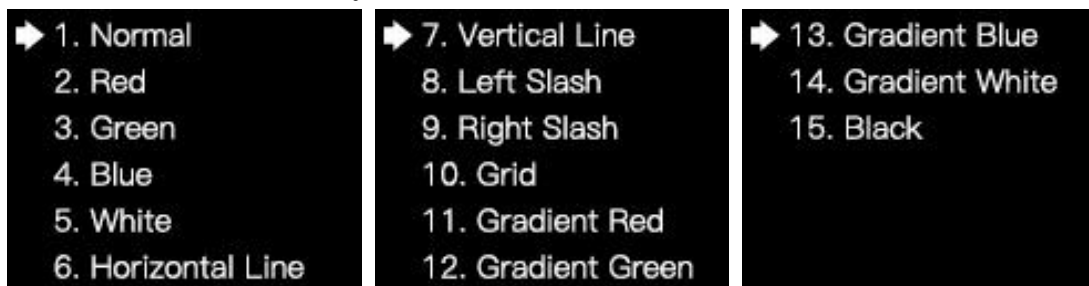 1. Normal
2. Red
3. Green
4. Blue
5. White
6. Horizontal Line
7. Vertical Line
8. Left Slash
9. Right Slash
10. Grid
11. Gradient Red
12. Gradient Green
13. Gradient Blue
14. Gradient White
15. Black